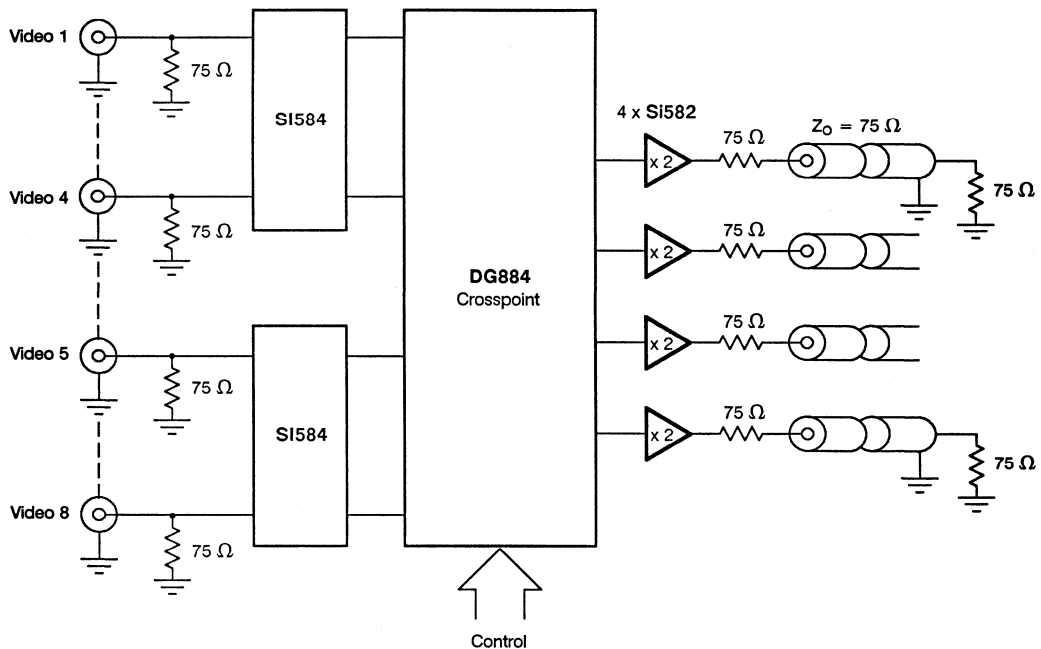 Video 1
75 Ω
SI584
Video 4
75 Ω
Video 5
75 Ω
SI584
Video 8
75 Ω
DG884
Crosspoint
Control
4 x Si582
x 2
75 Ω
Z₀ = 75 Ω
75 Ω
x 2
75 Ω
x 2
75 Ω
x 2
75 Ω
75 Ω